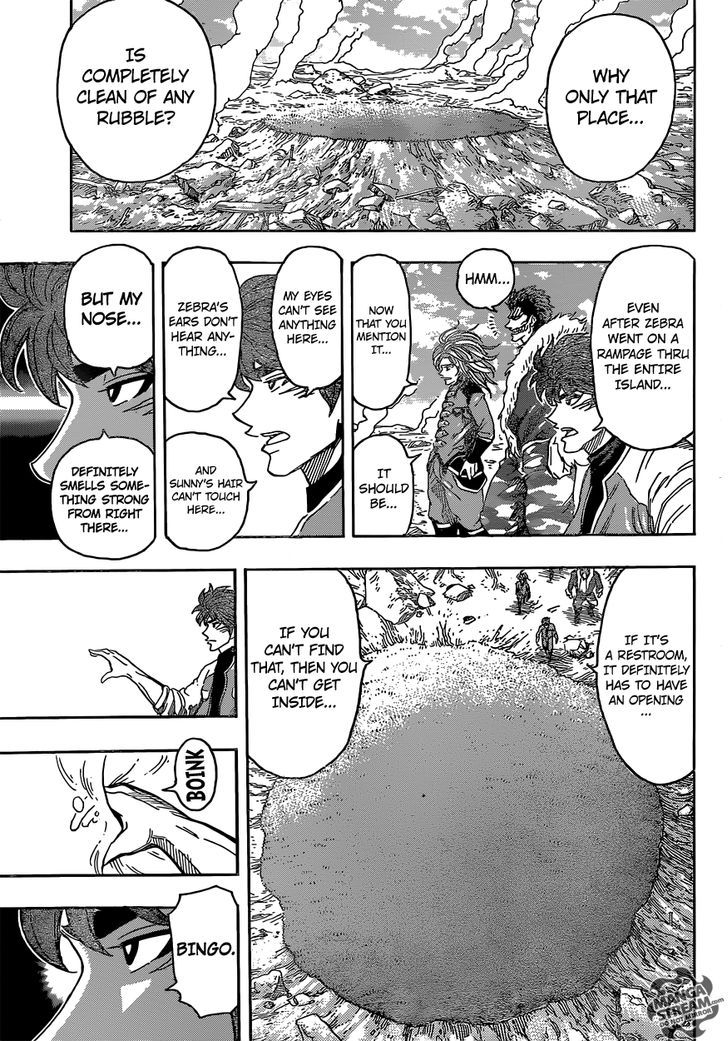 WHY
ONLY THAT
PLACE...
IS
COMPLETELY
CLEAN OF ANY
RUBBLE?
EVEN
AFTER ZEBRA
WENT ON A
RAMPAGE THRU
THE ENTIRE
ISLAND...
HMM...
NOW
THAT YOU
MENTION
IT...
IT
SHOULD
BE...
MY EYES
CAN'T SEE
ANYTHING
HERE...
ZEBRA'S
EARS DON'T
HEAR ANY-
THING...
AND
SUNNY'S HAIR
CAN'T TOUCH
HERE...
BUT MY
NOSE...
DEFINITELY
SMELLS SOME-
THING STRONG
FROM RIGHT
THERE...
IF IT'S
A RESTROOM,
IT DEFINITELY
HAS TO HAVE
AN OPENING
...
IF YOU
CAN'T FIND
THAT, THEN YOU
CAN'T GET
INSIDE...
BOINK
BINGO.
MANGA
STREAM.com
DO NOT MIRROR